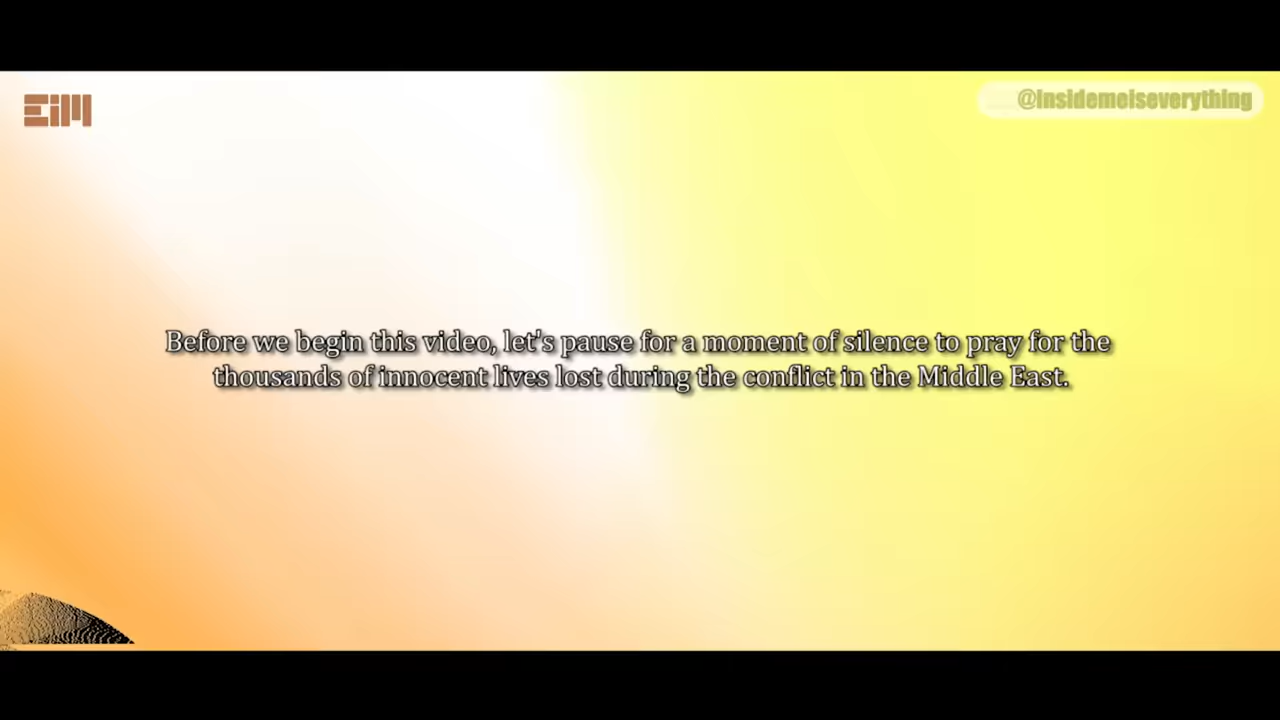 EiM
@insidemeiseverything
Before we begin this video, let's pause for a moment of silence to pray for the
thousands of innocent lives lost during the conflict in the Middle East.